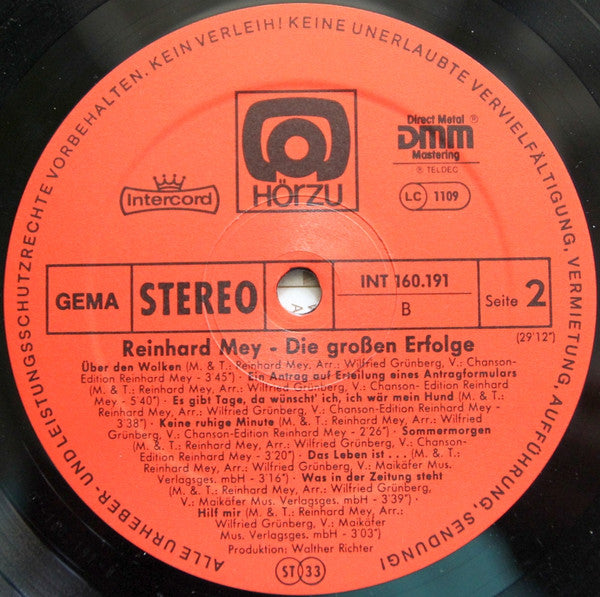 ALLE URHEBER- UND LEISTUNGSSCHUTZRECHTE VORBEHALTEN. KEIN VERLEIH! KEINE UNERLAUBTE VERVIELFÄLTIGUNG, VERMIETUNG, AUFFÜHRUNG, SENDUNG!
HÖRZU
Intercord
Direct Metal ®
DMM
Mastering
℗ TELDEC
LC 1109
GEMA
STEREO
INT 160.191
B
Seite 2
(29'12")
Reinhard Mey - Die großen Erfolge
Über den Wolken (M. & T.: Reinhard Mey, Arr.: Wilfried Grünberg, V.: Chanson-
Edition Reinhard Mey - 3'45") · Ein Antrag auf Erteilung eines Antragformulars
(M. & T.: Reinhard Mey, Arr.: Wilfried Grünberg, V.: Chanson- Edition Reinhard
Mey - 5'40") · Es gibt Tage, da wünscht' ich, ich wär mein Hund (M. & T.:
Reinhard Mey, Arr.: Wilfried Grünberg, V.: Chanson-Edition Reinhard Mey -
3'38") · Keine ruhige Minute (M. & T.: Reinhard Mey, Arr.: Wilfried
Grünberg, V.: Chanson-Edition Reinhard Mey - 2'26") · Sommermorgen
(M. & T.: Reinhard Mey, Arr.: Wilfried Grünberg, V.: Chanson-
Edition Reinhard Mey - 3'20") · Das Leben ist . . . (M. & T.:
Reinhard Mey, Arr.: Wilfried Grünberg, V.: Maikäfer Mus.
Verlagsges. mbH - 3'16") · Was in der Zeitung steht
(M. & T.: Reinhard Mey, Arr.: Wilfried Grünberg,
V.: Maikäfer Mus. Verlagsges. mbH - 3'39") ·
Hilf mir (M. & T.: Reinhard Mey, Arr.:
Wilfried Grünberg, V.: Maikäfer
Mus. Verlagsges. mbH - 3'03")
Produktion: Walther Richter
ST 33